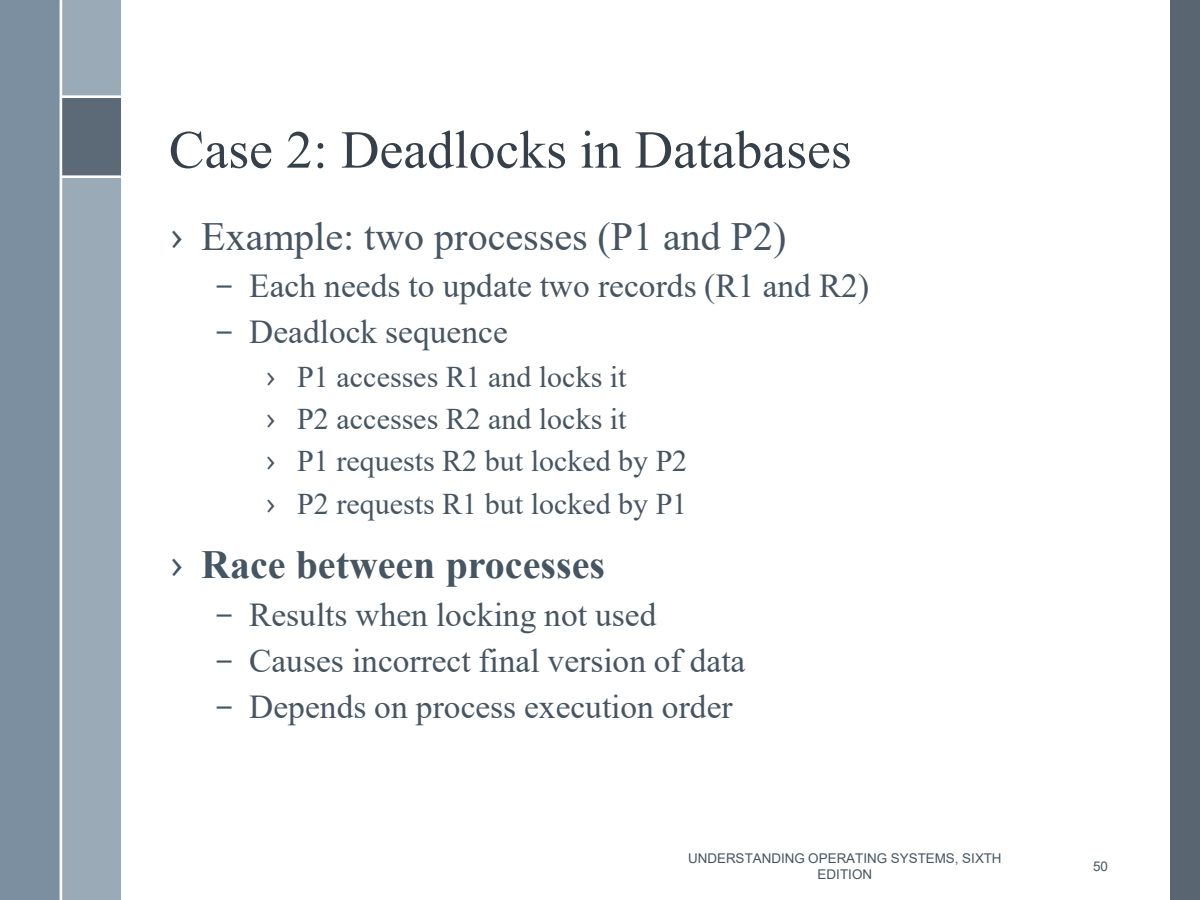 Case 2: Deadlocks in Databases
› Example: two processes (P1 and P2)
– Each needs to update two records (R1 and R2)
– Deadlock sequence
› P1 accesses R1 and locks it
› P2 accesses R2 and locks it
› P1 requests R2 but locked by P2
› P2 requests R1 but locked by P1
› Race between processes
– Results when locking not used
– Causes incorrect final version of data
– Depends on process execution order
UNDERSTANDING OPERATING SYSTEMS, SIXTH
EDITION
50